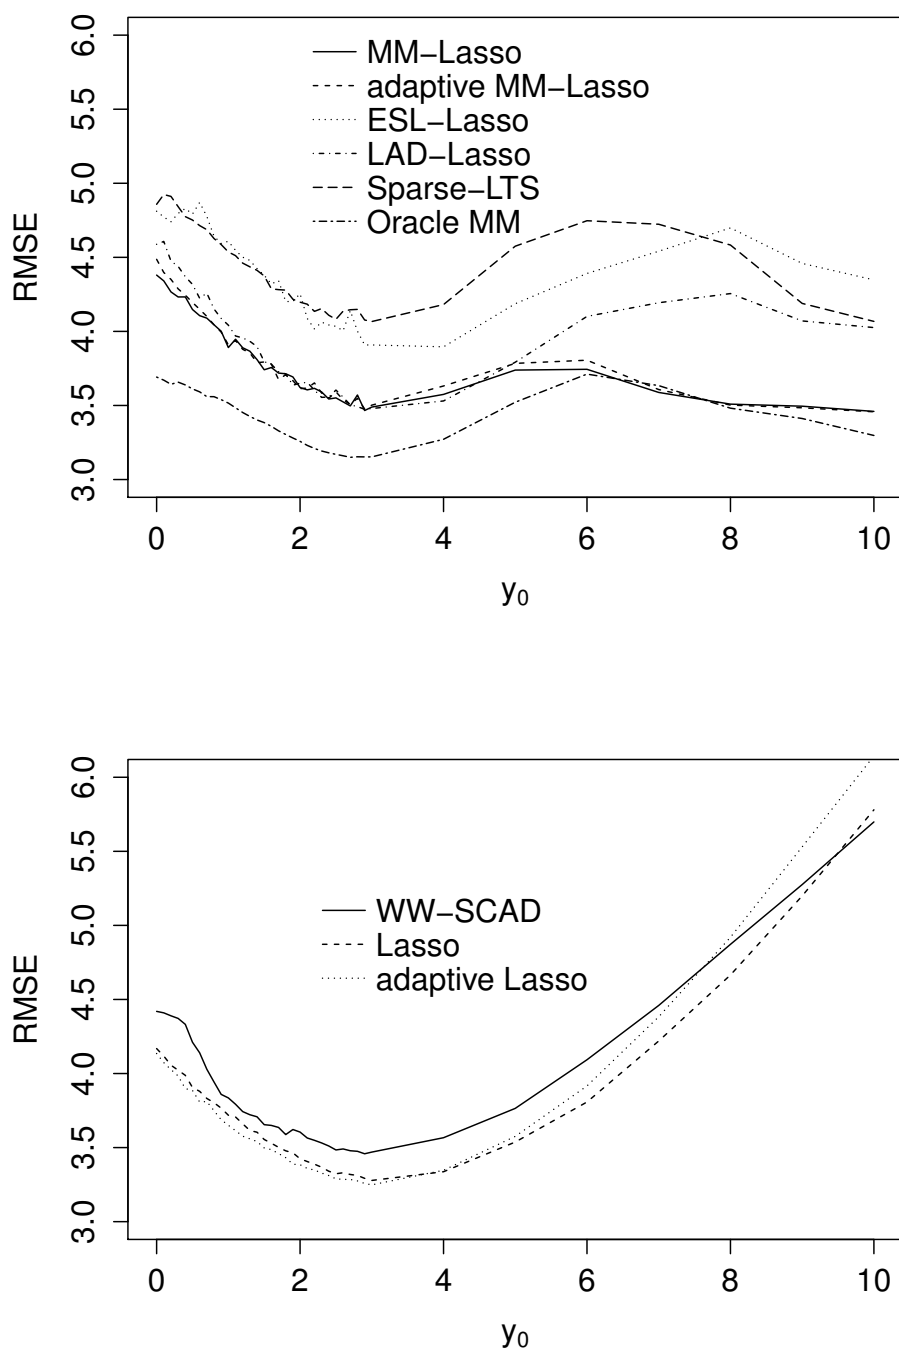 6.0
5.5
5.0
4.5
4.0
3.5
3.0
RMSE
MM−Lasso
adaptive MM−Lasso
ESL−Lasso
LAD−Lasso
Sparse−LTS
Oracle MM
0 2 4 6 8 10
y0
6.0
5.5
5.0
4.5
4.0
3.5
3.0
RMSE
WW−SCAD
Lasso
adaptive Lasso
0 2 4 6 8 10
y0